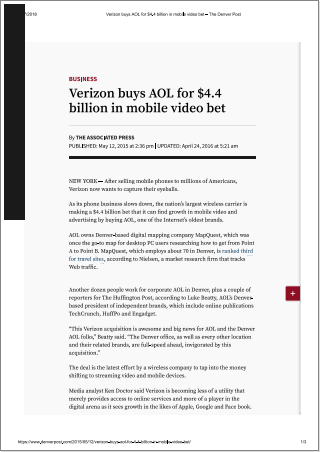 /2018
Verizon buys AOL for $4.4 billion in mobile video bet – The Denver Post
BUSINESS
Verizon buys AOL for $4.4
billion in mobile video bet
By THE ASSOCIATED PRESS
PUBLISHED: May 12, 2015 at 2:36 pm | UPDATED: April 24, 2016 at 5:21 am
NEW YORK — After selling mobile phones to millions of Americans,
Verizon now wants to capture their eyeballs.
As its phone business slows down, the nation's largest wireless carrier is
making a $4.4 billion bet that it can find growth in mobile video and
advertising by buying AOL, one of the Internet's oldest brands.
AOL owns Denver-based digital mapping company MapQuest, which was
once the go-to map for desktop PC users researching how to get from Point
A to Point B. MapQuest, which employs about 70 in Denver, is ranked third
for travel sites, according to Nielsen, a market research firm that tracks
Web traffic.
Another dozen people work for corporate AOL in Denver, plus a couple of
reporters for The Huffington Post, according to Luke Beatty, AOL's Denver-
based president of independent brands, which include online publications
TechCrunch, HuffPo and Engadget.
"This Verizon acquisition is awesome and big news for AOL and the Denver
AOL folks," Beatty said. "The Denver office, as well as every other location
and their related brands, are full-speed ahead, invigorated by this
acquisition."
The deal is the latest effort by a wireless company to tap into the money
shifting to streaming video and mobile devices.
Media analyst Ken Doctor said Verizon is becoming less of a utility that
merely provides access to online services and more of a player in the
digital arena as it sees growth in the likes of Apple, Google and Face book.
+
https://www.denverpost.com/2015/05/12/verizon-buys-aol-for-4-4-billion-in-mobile-video-bet/
1/3